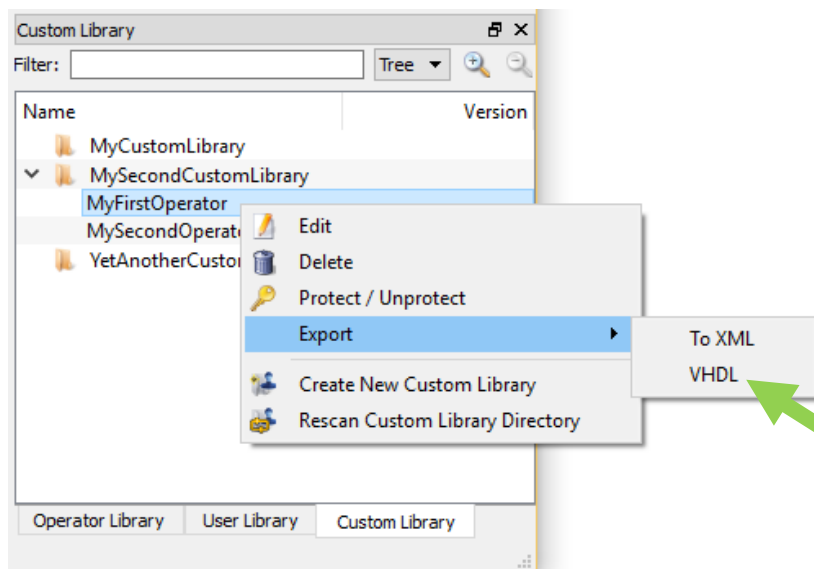 Custom Library
Filter:
Tree
Name Version
MyCustomLibrary
MySecondCustomLibrary
MyFirstOperator
Edit
MySecondOperat
Delete
YetAnotherCusto
Protect / Unprotect
Export
To XML
VHDL
Create New Custom Library
Rescan Custom Library Directory
Operator Library User Library Custom Library